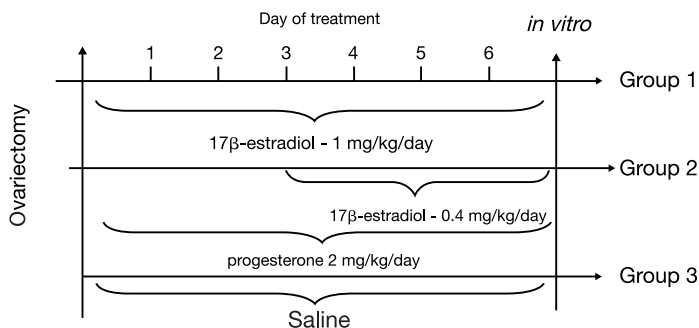 Day of treatment
in vitro
1 2 3 4 5 6
Group 1
17β-estradiol - 1 mg/kg/day
Ovariectomy
Group 2
17β-estradiol - 0.4 mg/kg/day
progesterone 2 mg/kg/day
Group 3
Saline